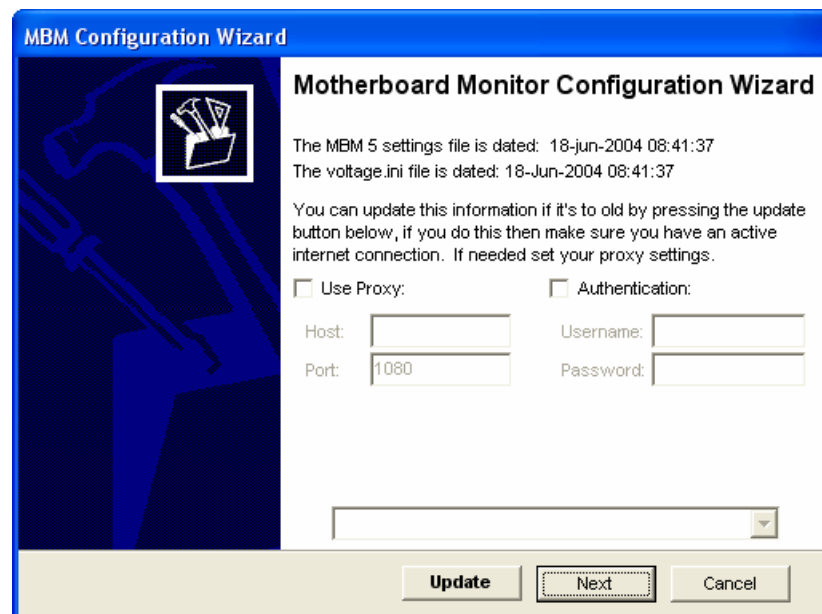 MBM Configuration Wizard
Motherboard Monitor Configuration Wizard
The MBM 5 settings file is dated: 18-jun-2004 08:41:37
The voltage.ini file is dated: 18-Jun-2004 08:41:37
You can update this information if it's to old by pressing the update
button below, if you do this then make sure you have an active
internet connection. If needed set your proxy settings.
Use Proxy: Authentication:
Host: Username:
Port: 1080 Password:
Update Next Cancel